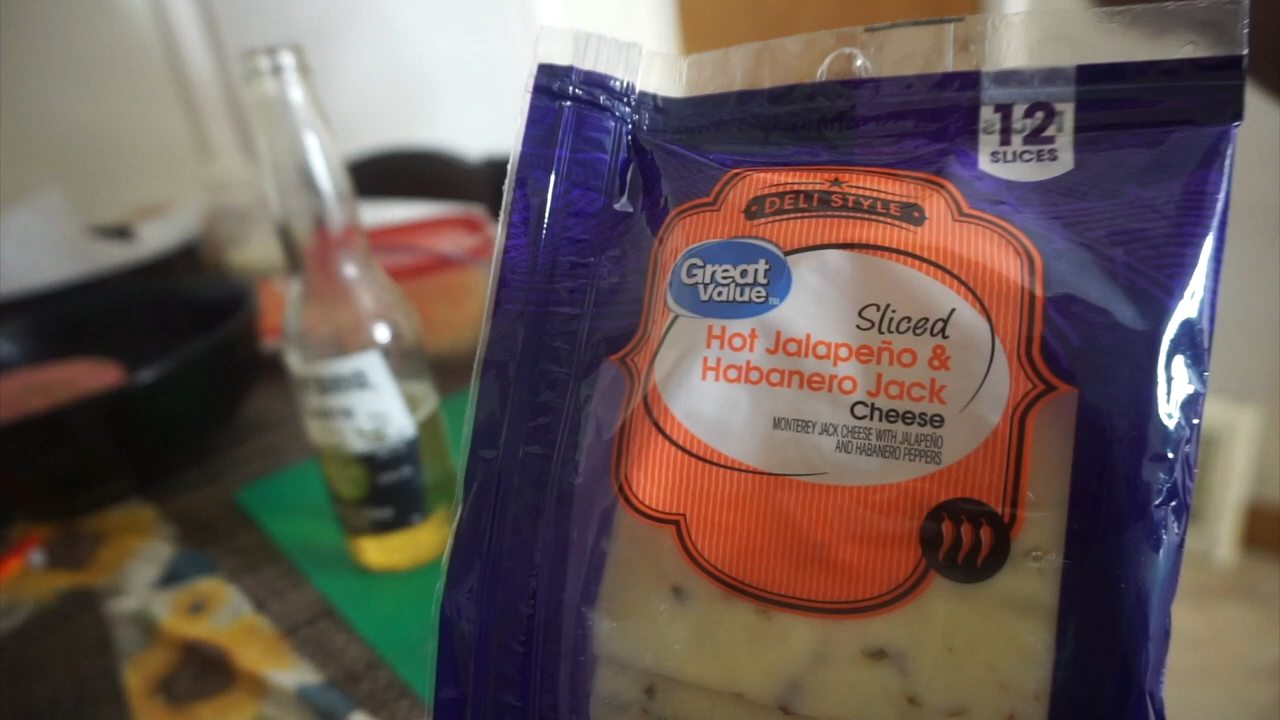 12
SLICES
DELI STYLE
Great
Value™
Sliced
Hot Jalapeño &
Habanero Jack
Cheese
MONTEREY JACK CHEESE WITH JALAPEÑO
AND HABANERO PEPPERS